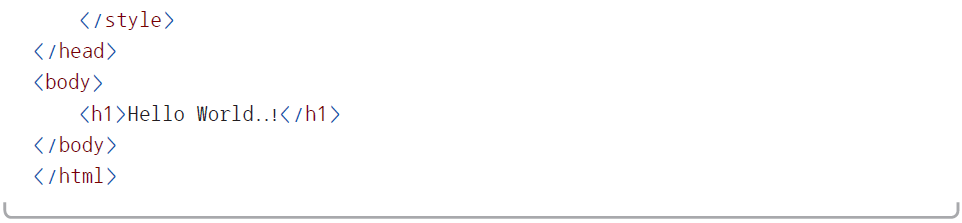 </style>
</head>
<body>
<h1>Hello World..!</h1>
</body>
</html>